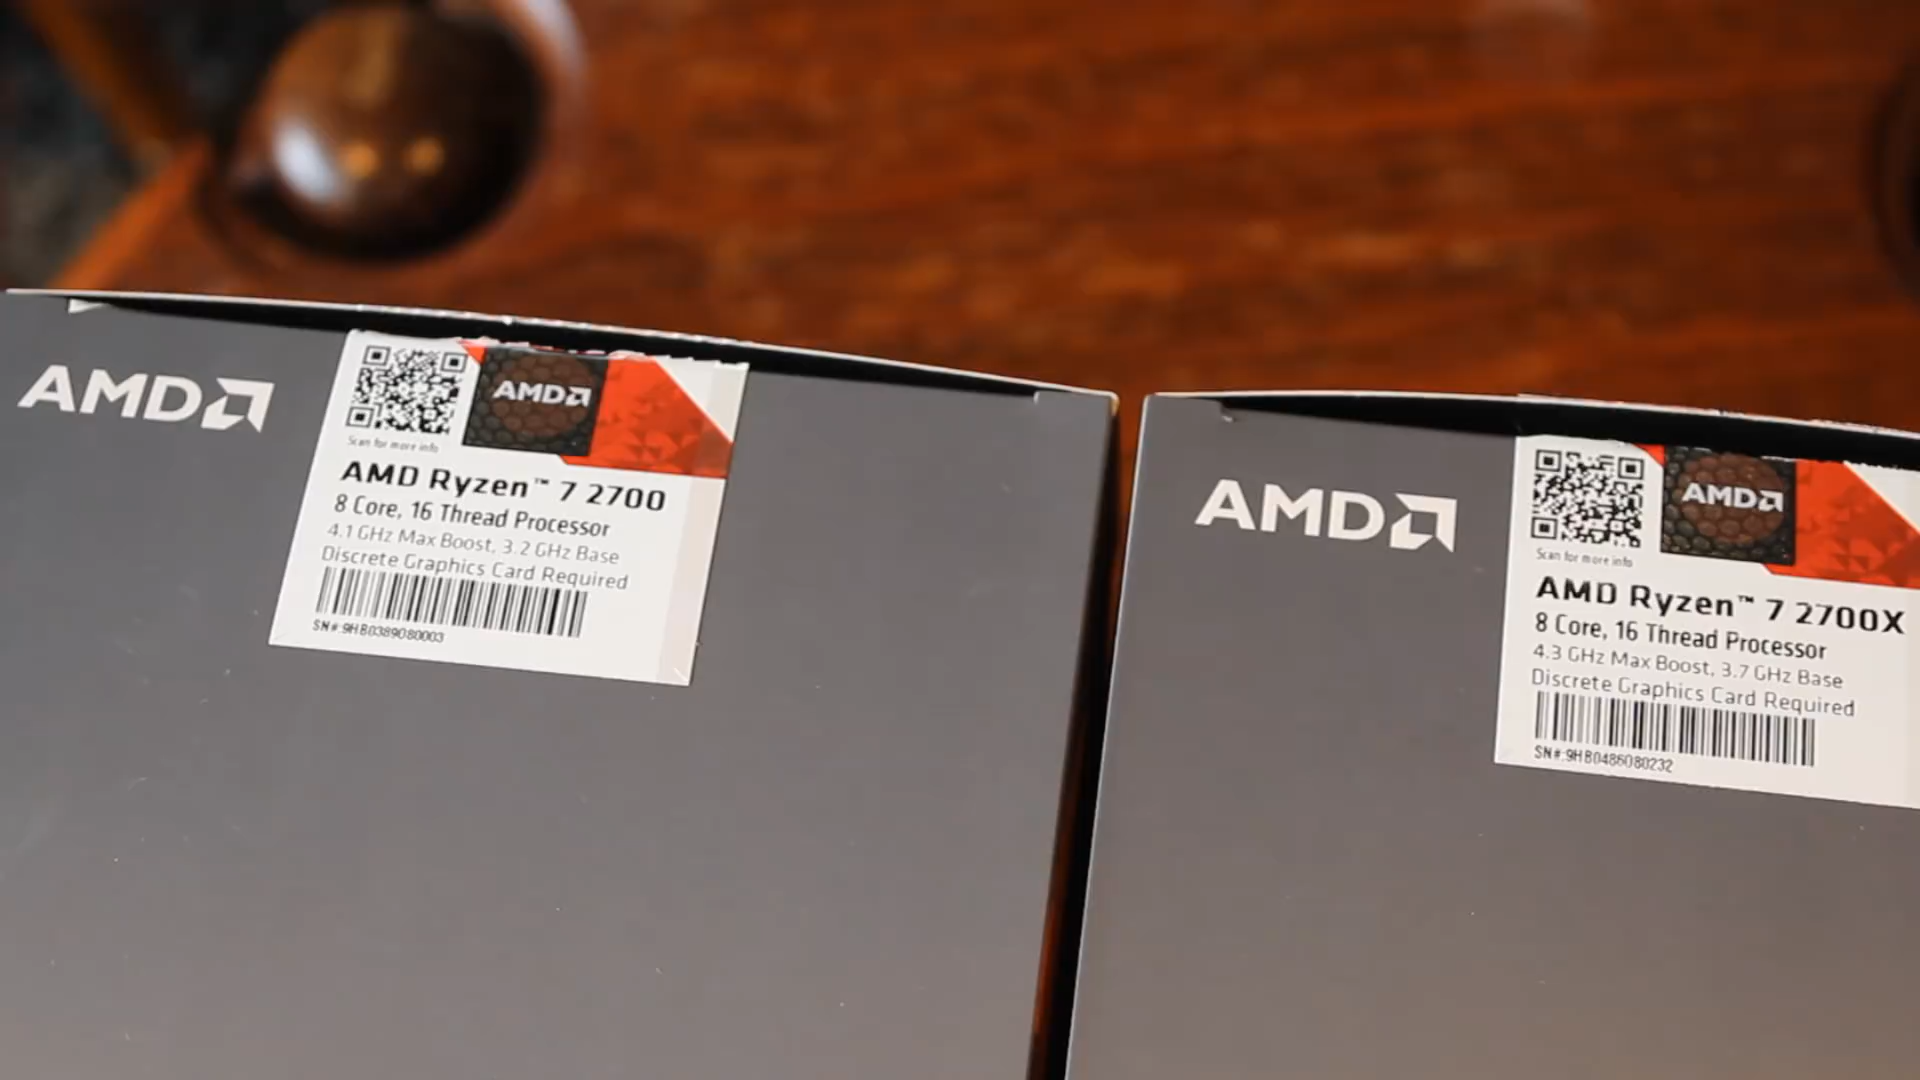 AMD
AMD
Scan for more info
AMD Ryzen™ 7 2700
8 Core, 16 Thread Processor
4.1 GHz Max Boost, 3.2 GHz Base
Discrete Graphics Card Required
SN#:9HB0389080003
AMD
AMD
Scan for more info
AMD Ryzen™ 7 2700X
8 Core, 16 Thread Processor
4.3 GHz Max Boost, 3.7 GHz Base
Discrete Graphics Card Required
SN#:9HB0486080232